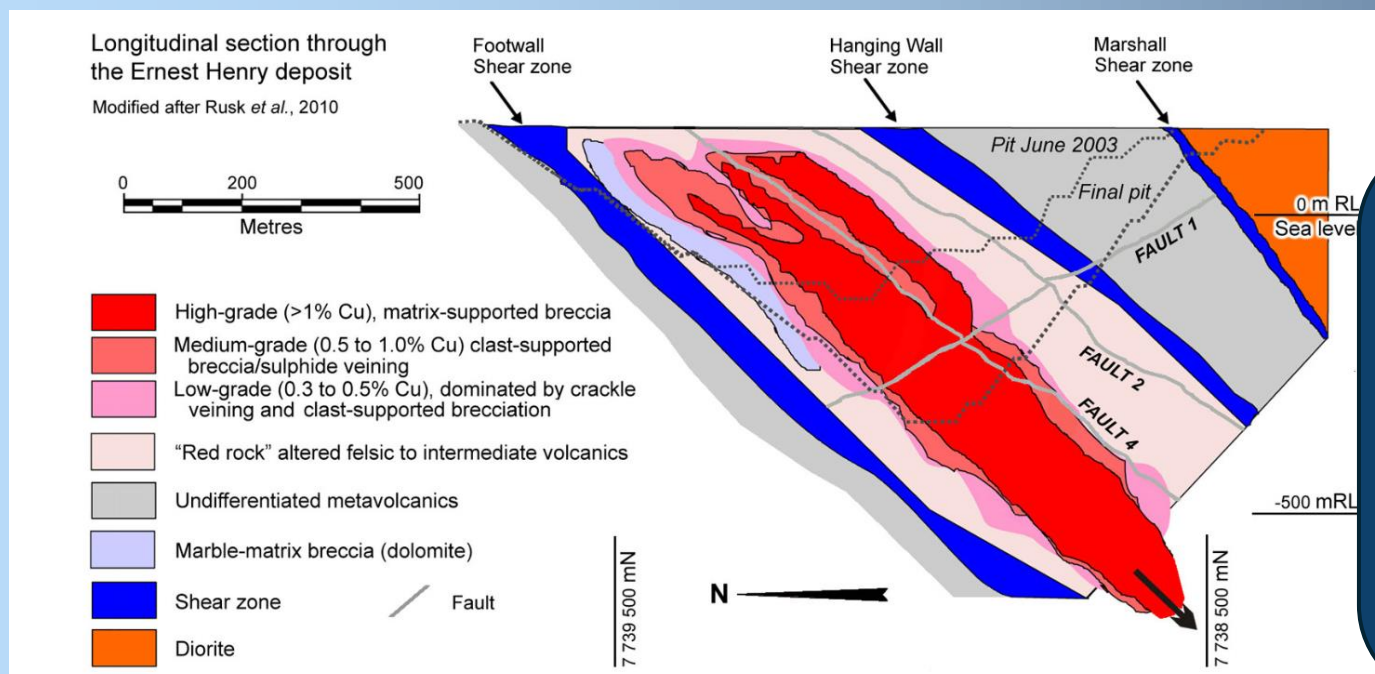 Longitudinal section through
the Ernest Henry deposit
Modified after Rusk et al., 2010
0 200 500
Metres
Footwall
Shear zone
Hanging Wall
Shear zone
Marshall
Shear zone
Pit June 2003
Final pit
0 m RL
Sea level
FAULT 1
FAULT 2
FAULT 4
-500 mRL
High-grade (>1% Cu), matrix-supported breccia
Medium-grade (0.5 to 1.0% Cu) clast-supported
breccia/sulphide veining
Low-grade (0.3 to 0.5% Cu), dominated by crackle
veining and clast-supported brecciation
“Red rock” altered felsic to intermediate volcanics
Undifferentiated metavolcanics
Marble-matrix breccia (dolomite)
Shear zone
Fault
Diorite
N
7 739 500 mN
7 738 500 mN